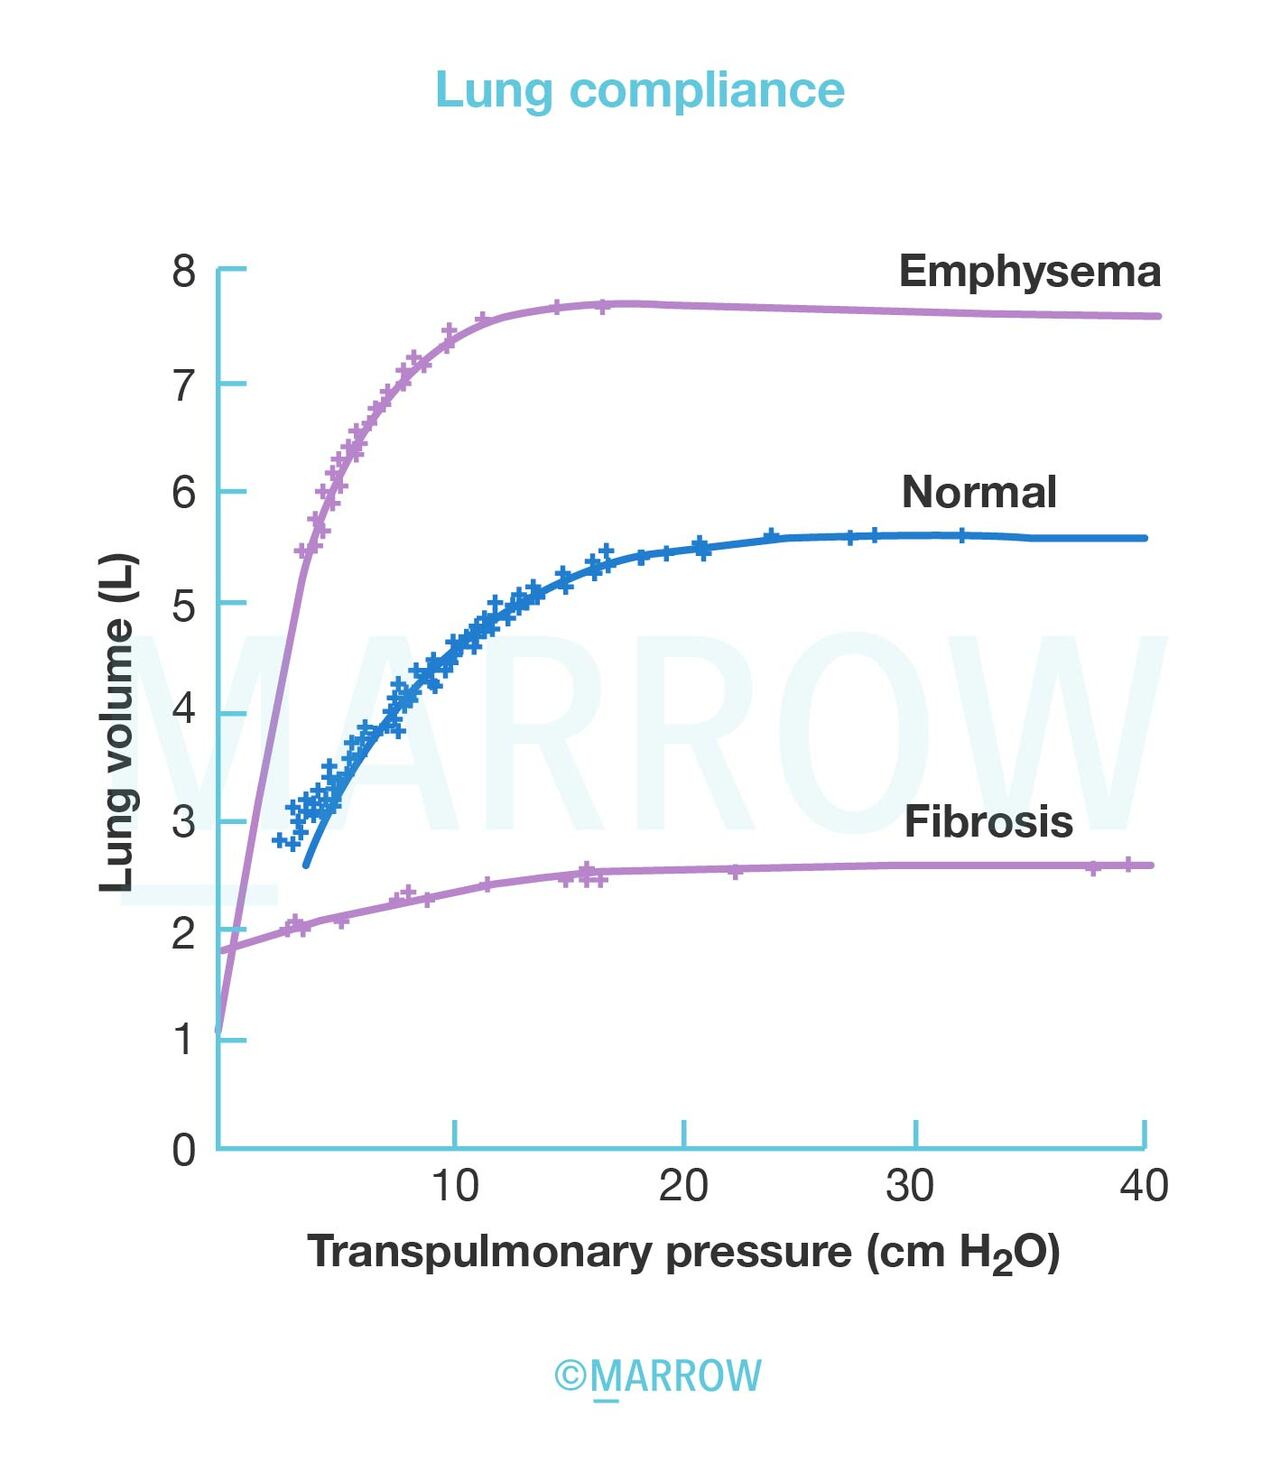 Lung compliance
8
Emphysema
7
6
Normal
5
4
3
Fibrosis
2
1
0
Lung volume (L)
10 20 30 40
Transpulmonary pressure (cm H₂O)
MARROW
©MARROW